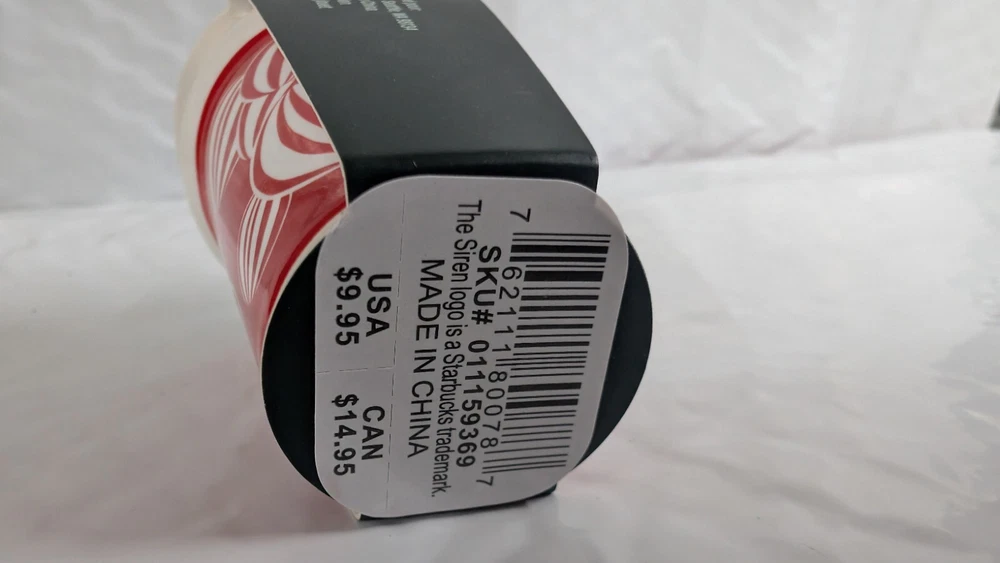 7 62111 80078 7
SKU# 011159369
The Siren logo is a Starbucks trademark.
MADE IN CHINA
USA
$9.95
CAN
$14.95